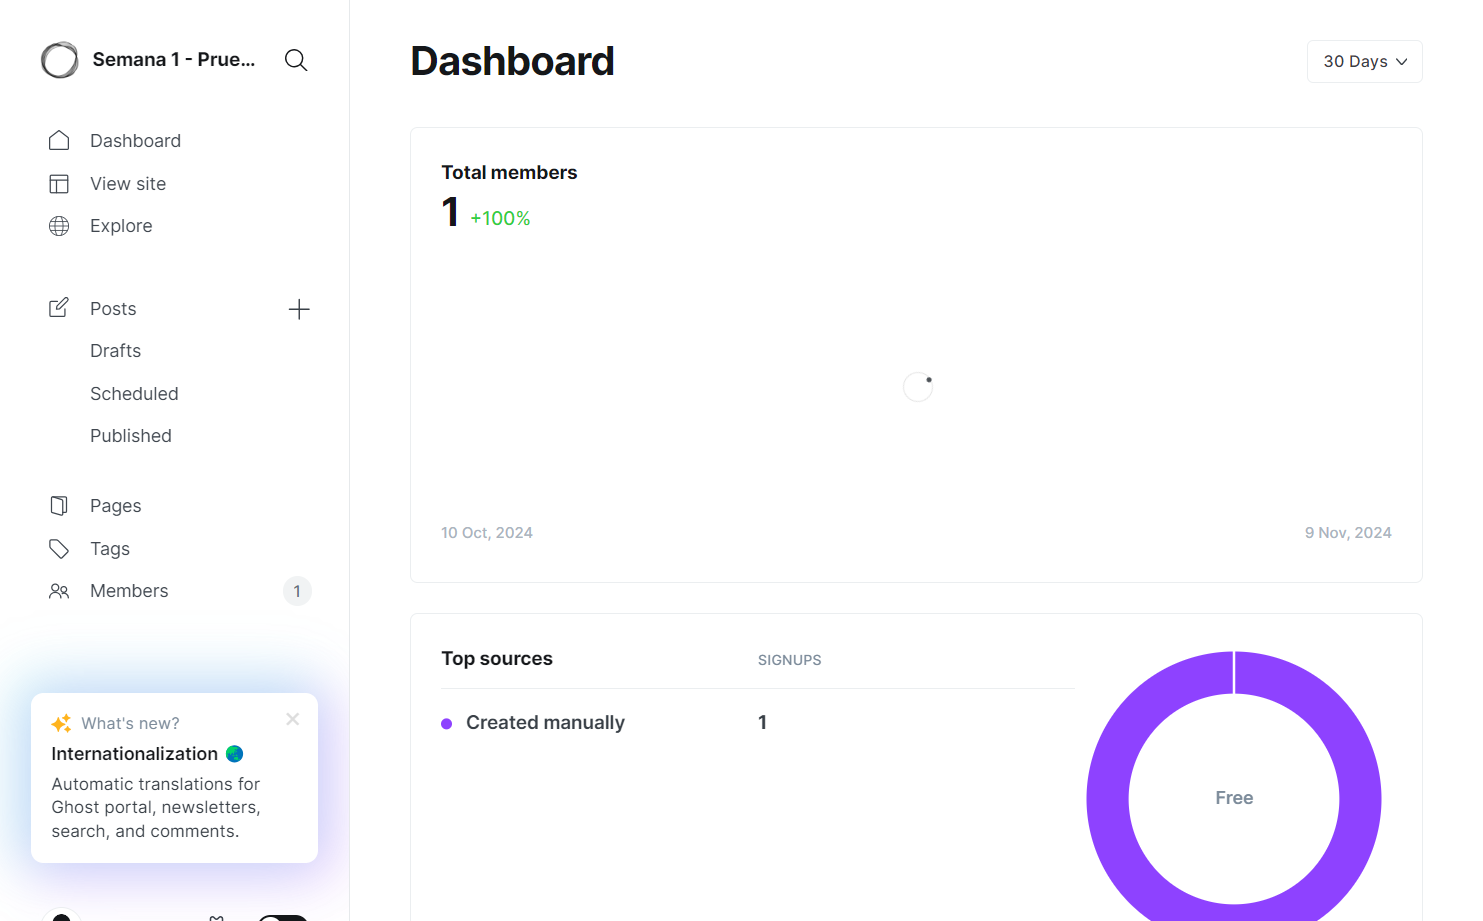 Semana 1 - Prue...
Dashboard
View site
Explore
Posts
Drafts
Scheduled
Published
Pages
Tags
Members
1
What's new?
Internationalization
Automatic translations for
Ghost portal, newsletters,
search, and comments.
Dashboard
30 Days
Total members
1 +100%
10 Oct, 2024
9 Nov, 2024
Top sources
SIGNUPS
Created manually
1
Free